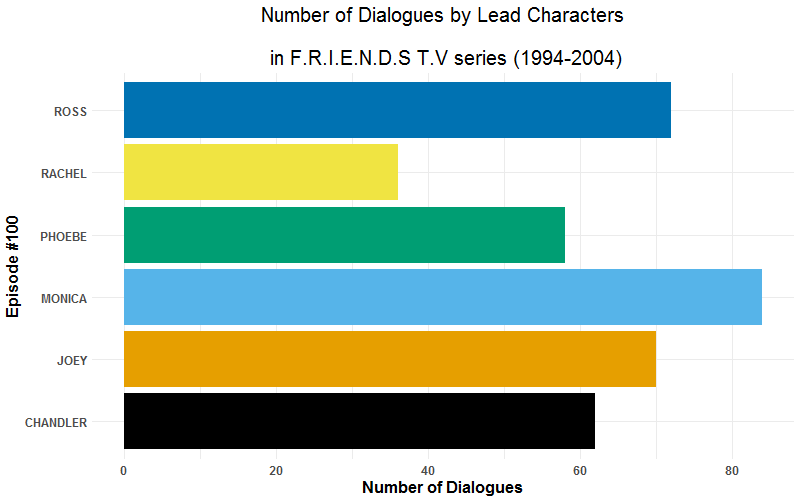 Number of Dialogues by Lead Characters
in F.R.I.E.N.D.S T.V series (1994-2004)
Episode #100
ROSS
RACHEL
PHOEBE
MONICA
JOEY
CHANDLER
0 20 40 60 80
Number of Dialogues